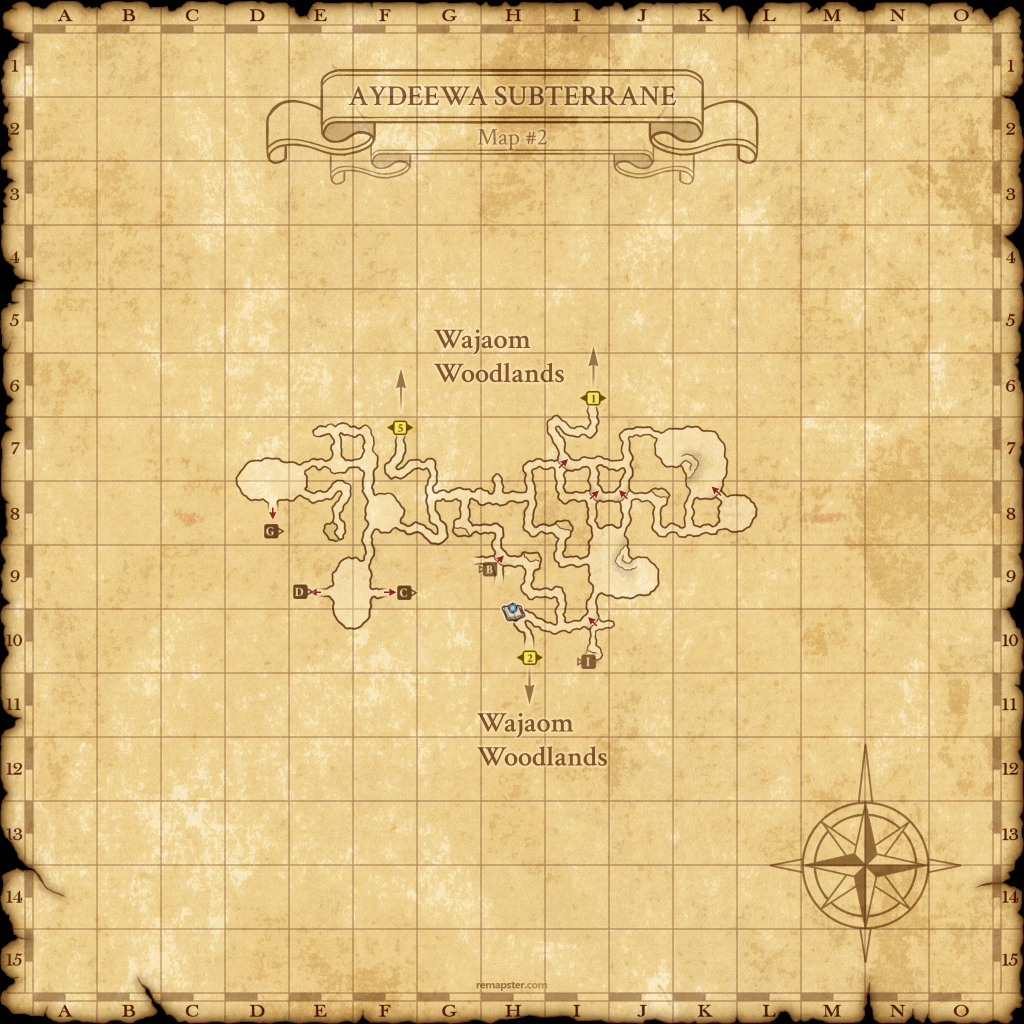 A B C D E F G H I J K L M N O
1 1
AYDEEWA SUBTERRANE
2 2
Map #2
3 3
4 4
5 5
Wajaom
Woodlands
6 6
1
5
7 7
8 8
G
B
9 9
D C
10 10
2
I
11 11
Wajaom
Woodlands
12 12
13 13
14 14
15 15
remapster.com
A B C D E F G H I J K L M N O